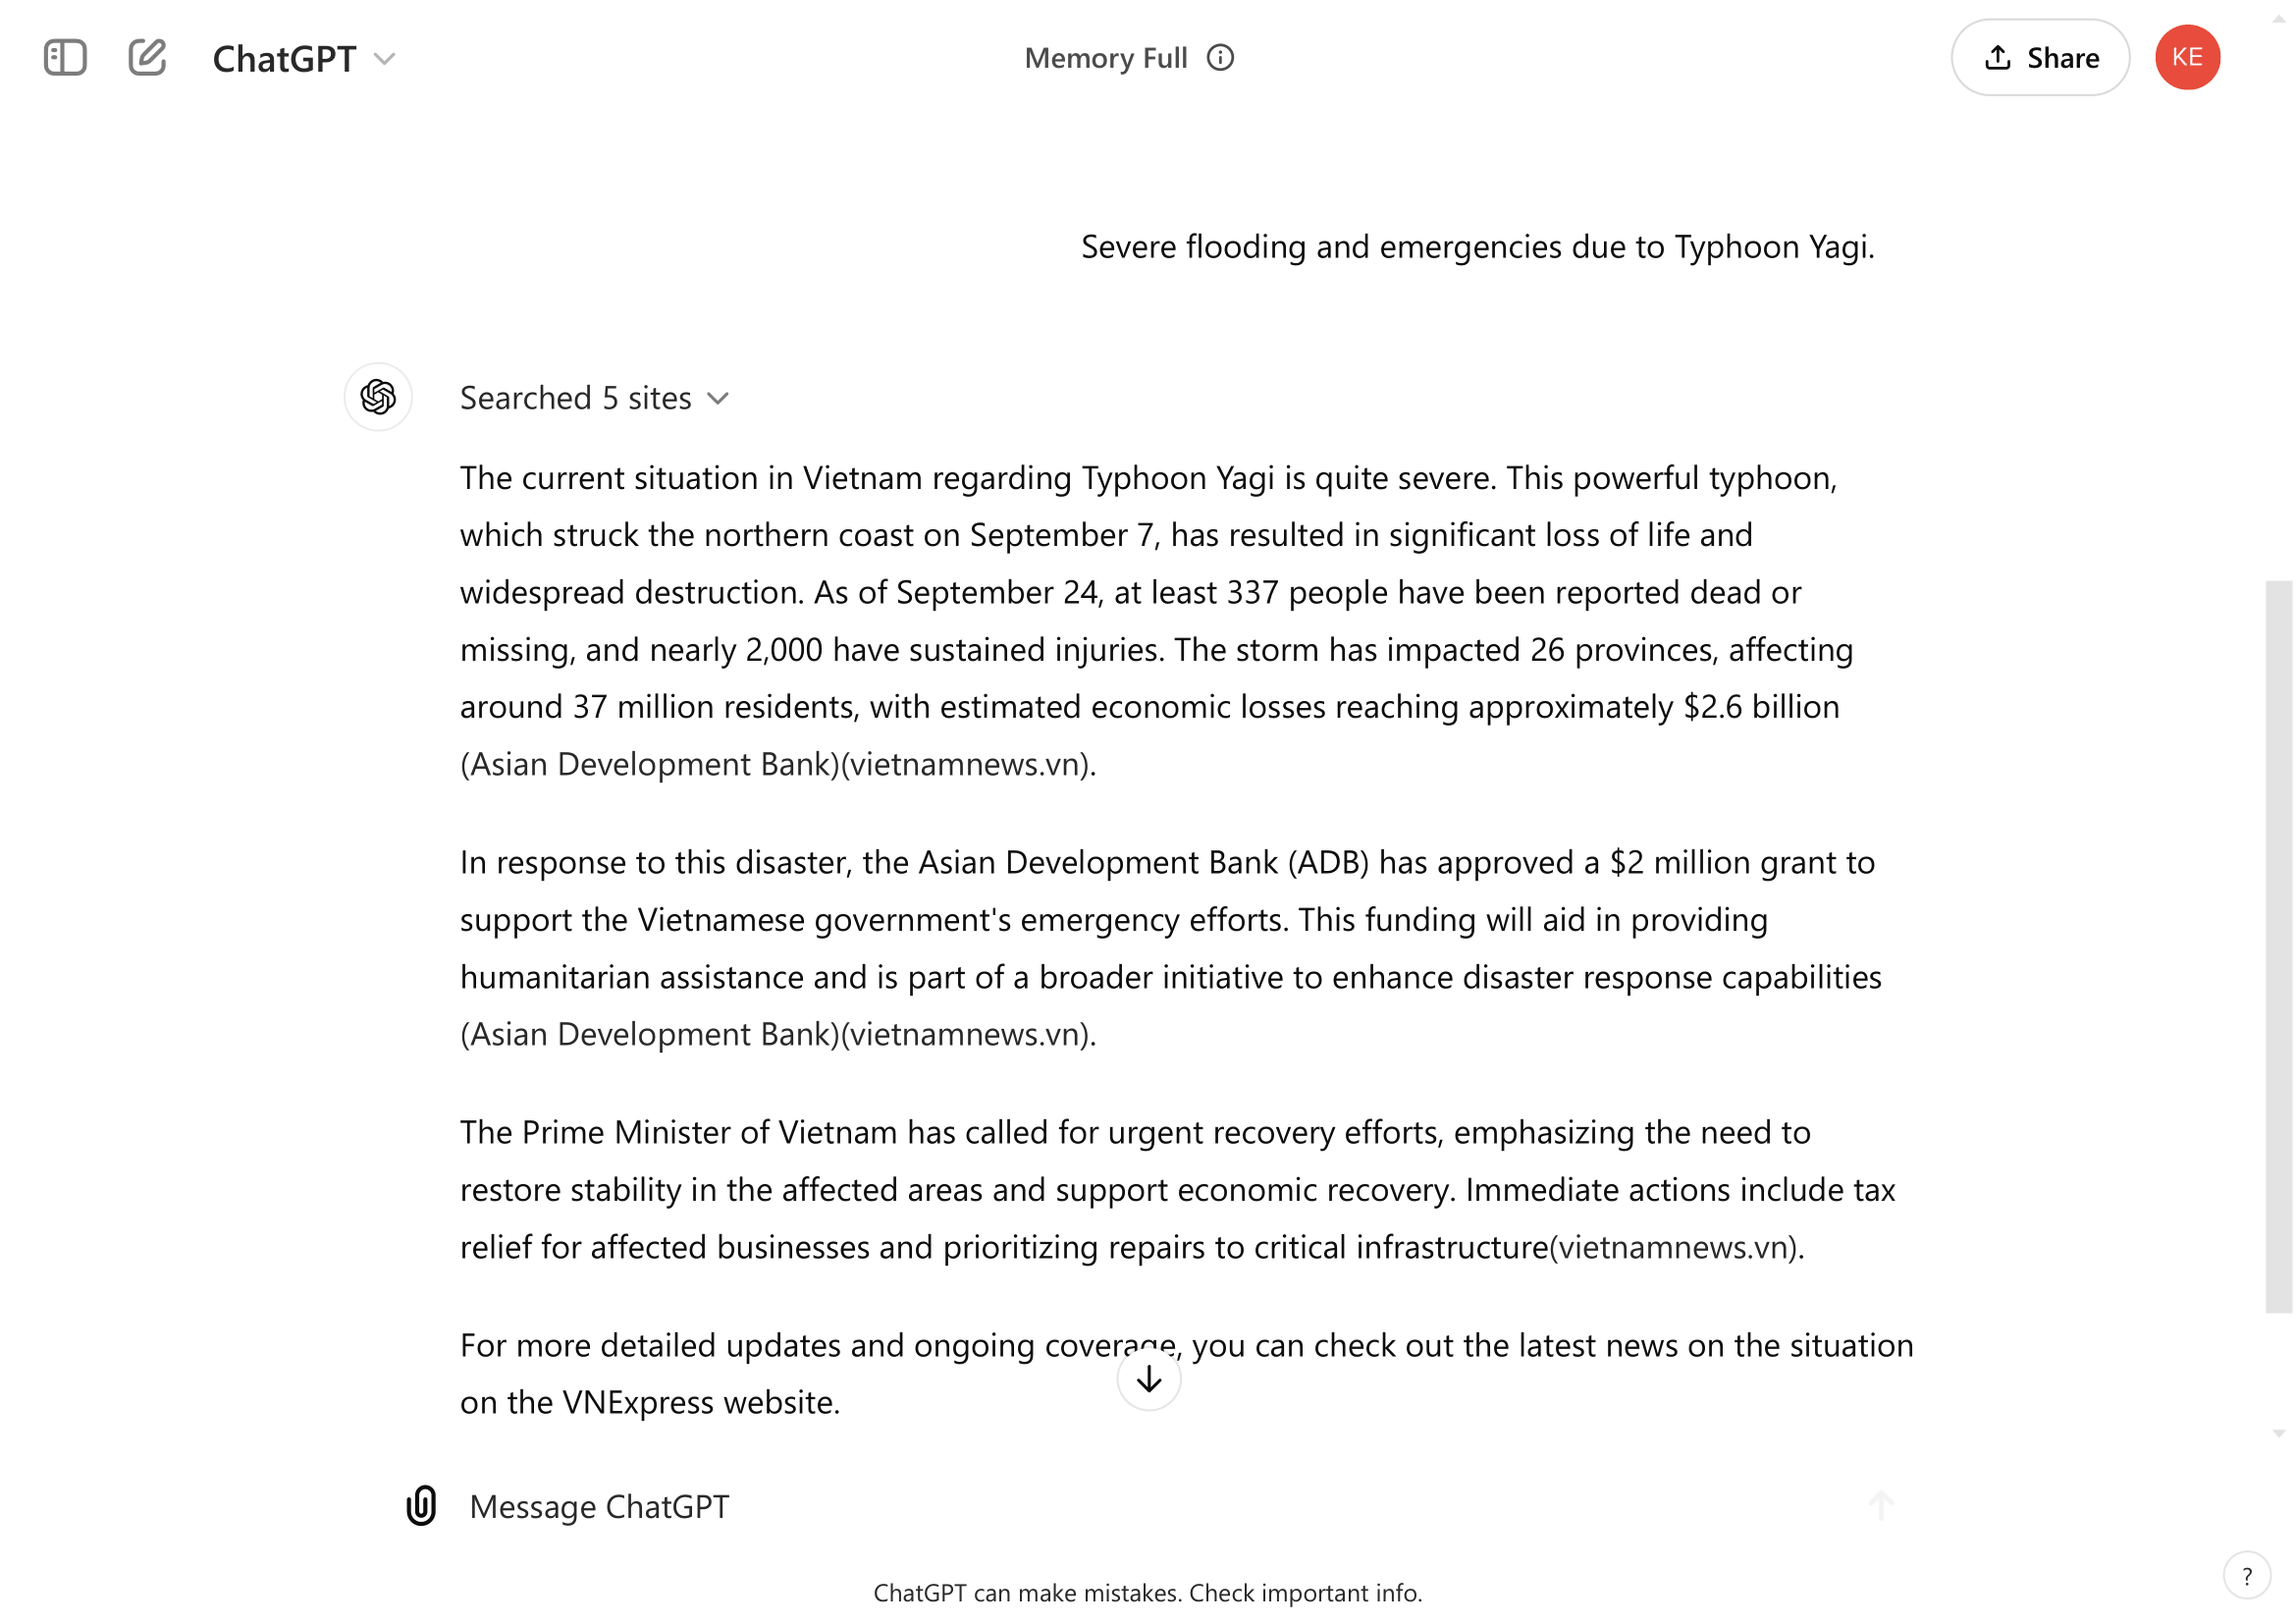 ChatGPT
Memory Full
Share
KE
Severe flooding and emergencies due to Typhoon Yagi.
Searched 5 sites
The current situation in Vietnam regarding Typhoon Yagi is quite severe. This powerful typhoon,
which struck the northern coast on September 7, has resulted in significant loss of life and
widespread destruction. As of September 24, at least 337 people have been reported dead or
missing, and nearly 2,000 have sustained injuries. The storm has impacted 26 provinces, affecting
around 37 million residents, with estimated economic losses reaching approximately $2.6 billion
(Asian Development Bank)(vietnamnews.vn).
In response to this disaster, the Asian Development Bank (ADB) has approved a $2 million grant to
support the Vietnamese government's emergency efforts. This funding will aid in providing
humanitarian assistance and is part of a broader initiative to enhance disaster response capabilities
(Asian Development Bank)(vietnamnews.vn).
The Prime Minister of Vietnam has called for urgent recovery efforts, emphasizing the need to
restore stability in the affected areas and support economic recovery. Immediate actions include tax
relief for affected businesses and prioritizing repairs to critical infrastructure(vietnamnews.vn).
For more detailed updates and ongoing coverage, you can check out the latest news on the situation
on the VNExpress website.
Message ChatGPT
ChatGPT can make mistakes. Check important info.
?